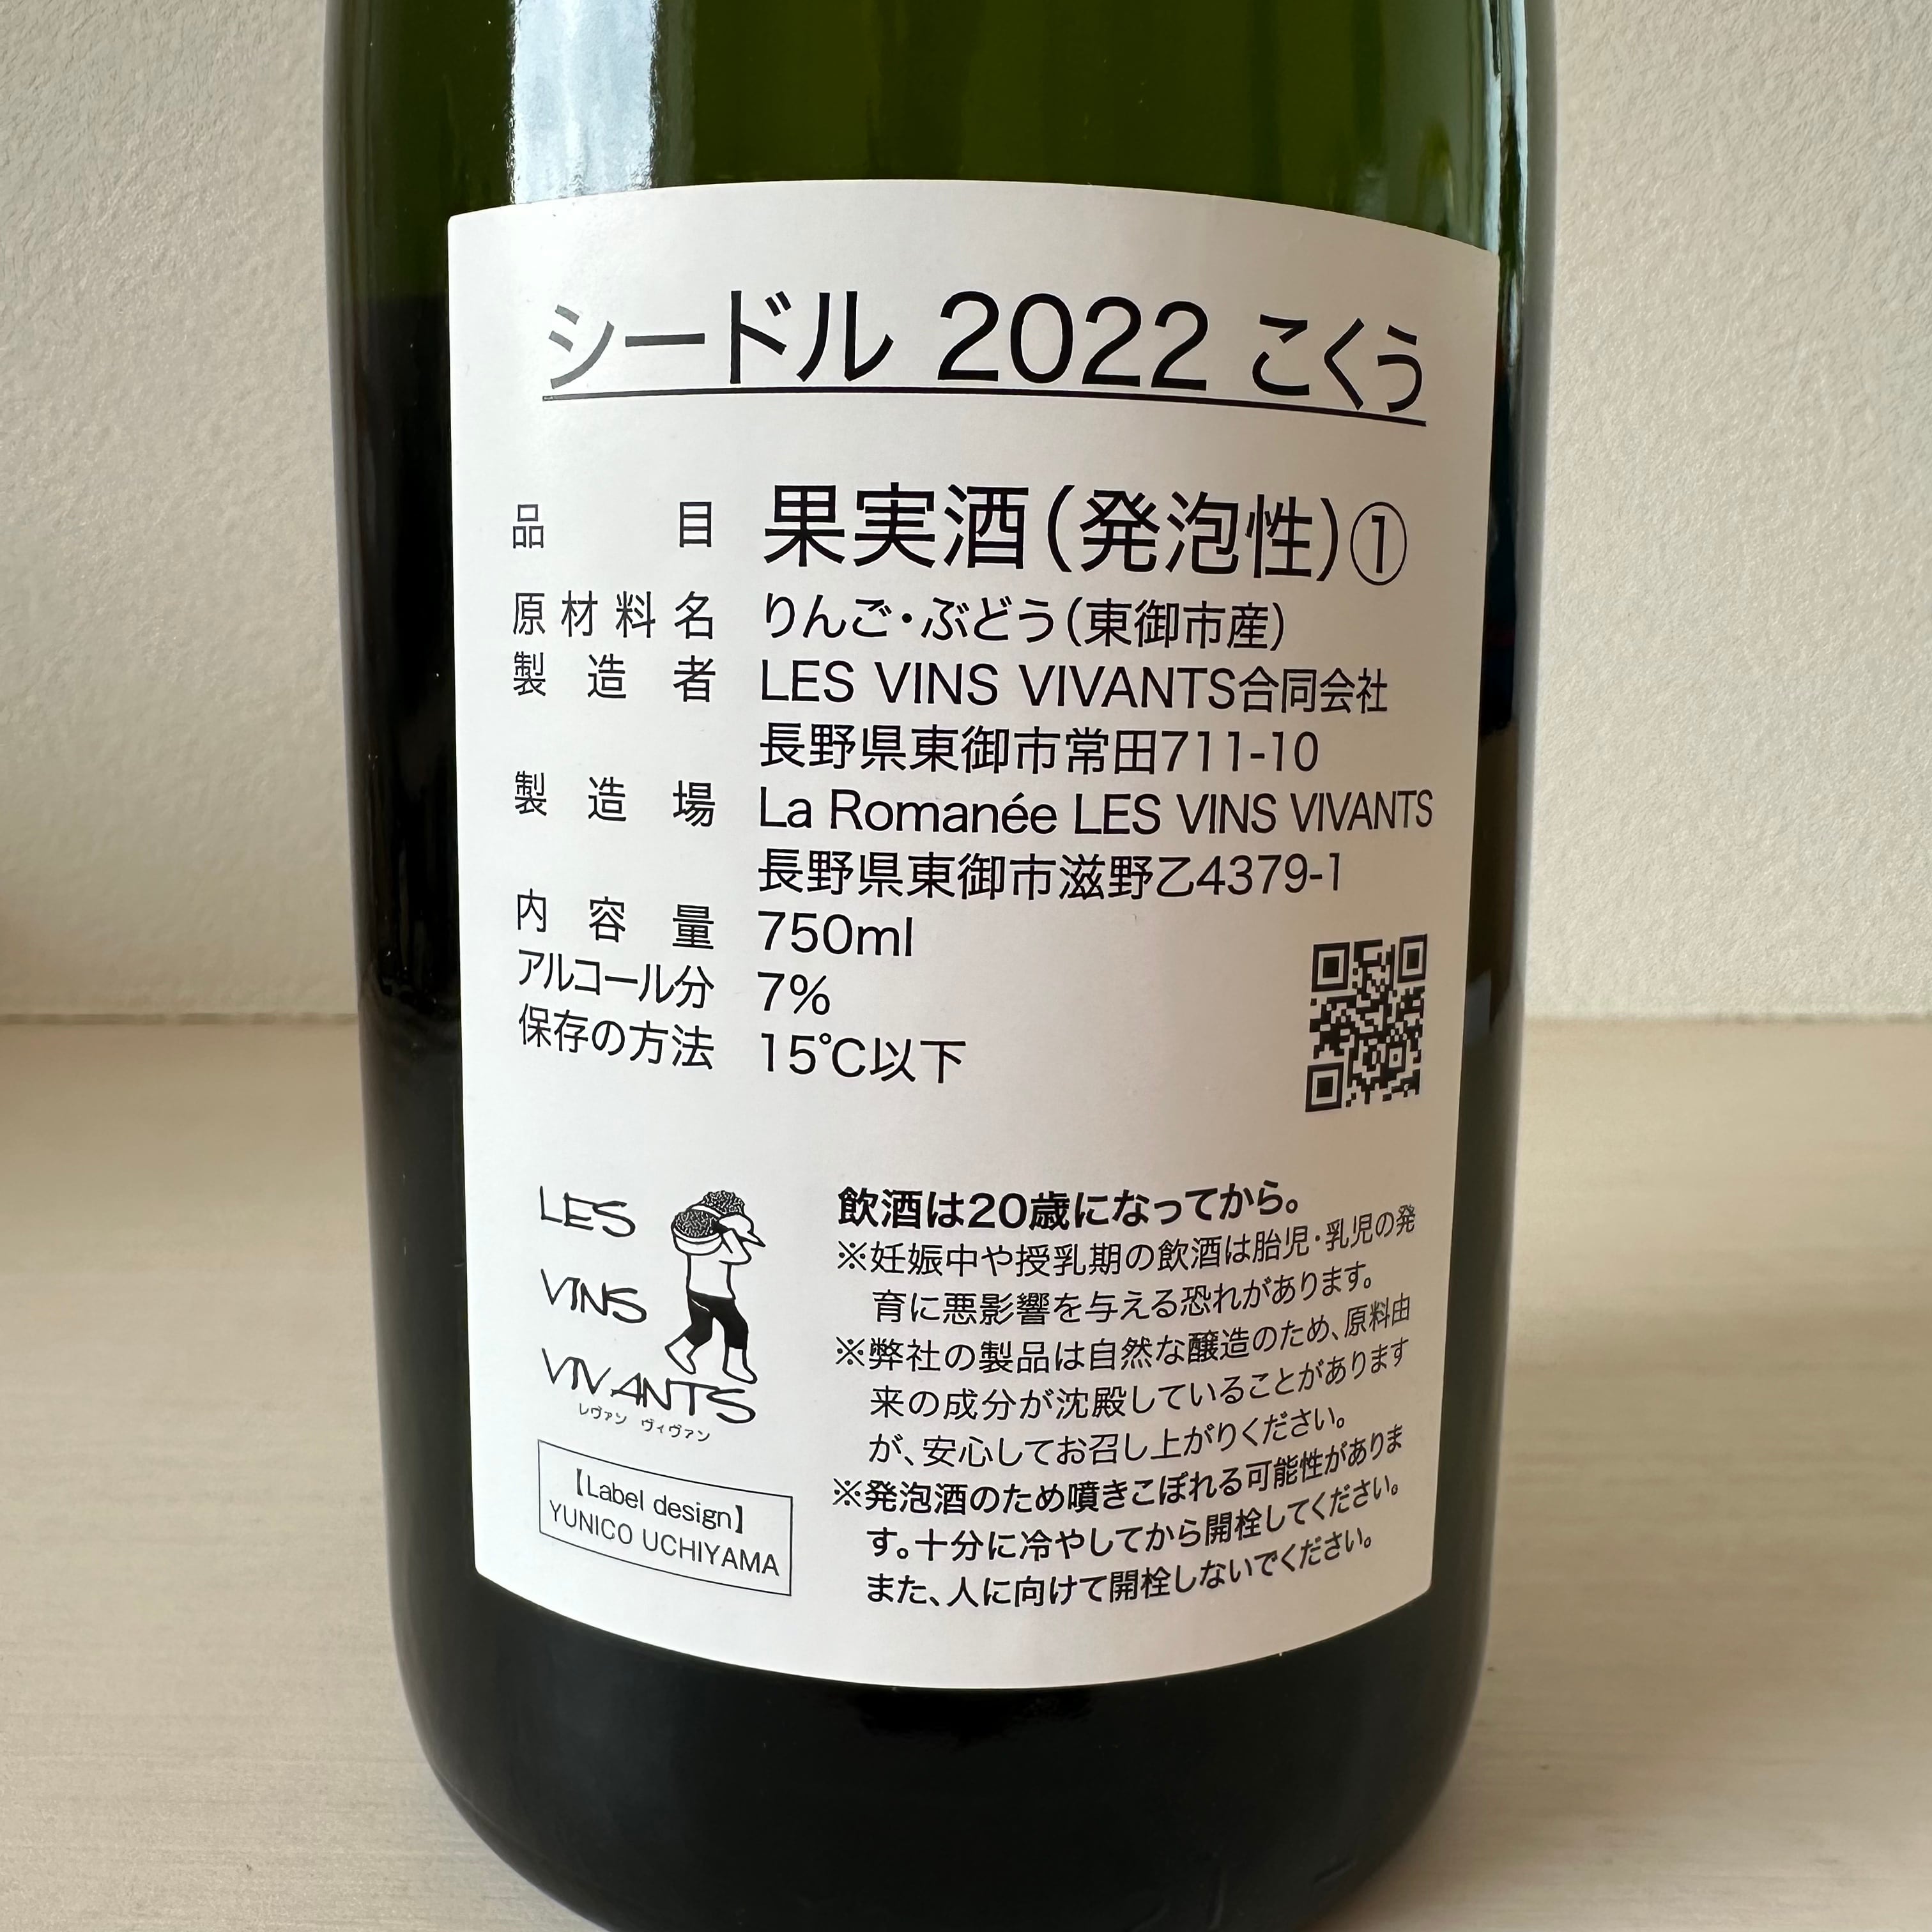 シードル 2022 こくう
品目 果実酒(発泡性)①
原材料名 りんご・ぶどう(東御市産)
製造者 LES VINS VIVANTS合同会社
長野県東御市常田711-10
製造場 La Romanée LES VINS VIVANTS
長野県東御市滋野乙4379-1
内容量 750ml
アルコール分 7%
保存の方法 15℃以下
LES
VINS
VIVANTS
レヴァン ヴィヴァン
【Label design】
YUNICO UCHIYAMA
飲酒は20歳になってから。
※妊娠中や授乳期の飲酒は胎児・乳児の発
育に悪影響を与える恐れがあります。
※弊社の製品は自然な醸造のため、原料由
来の成分が沈殿していることがあります
が、安心してお召し上がりください。
※発泡酒のため噴きこぼれる可能性がありま
す。十分に冷やしてから開栓してください。
また、人に向けて開栓しないでください。